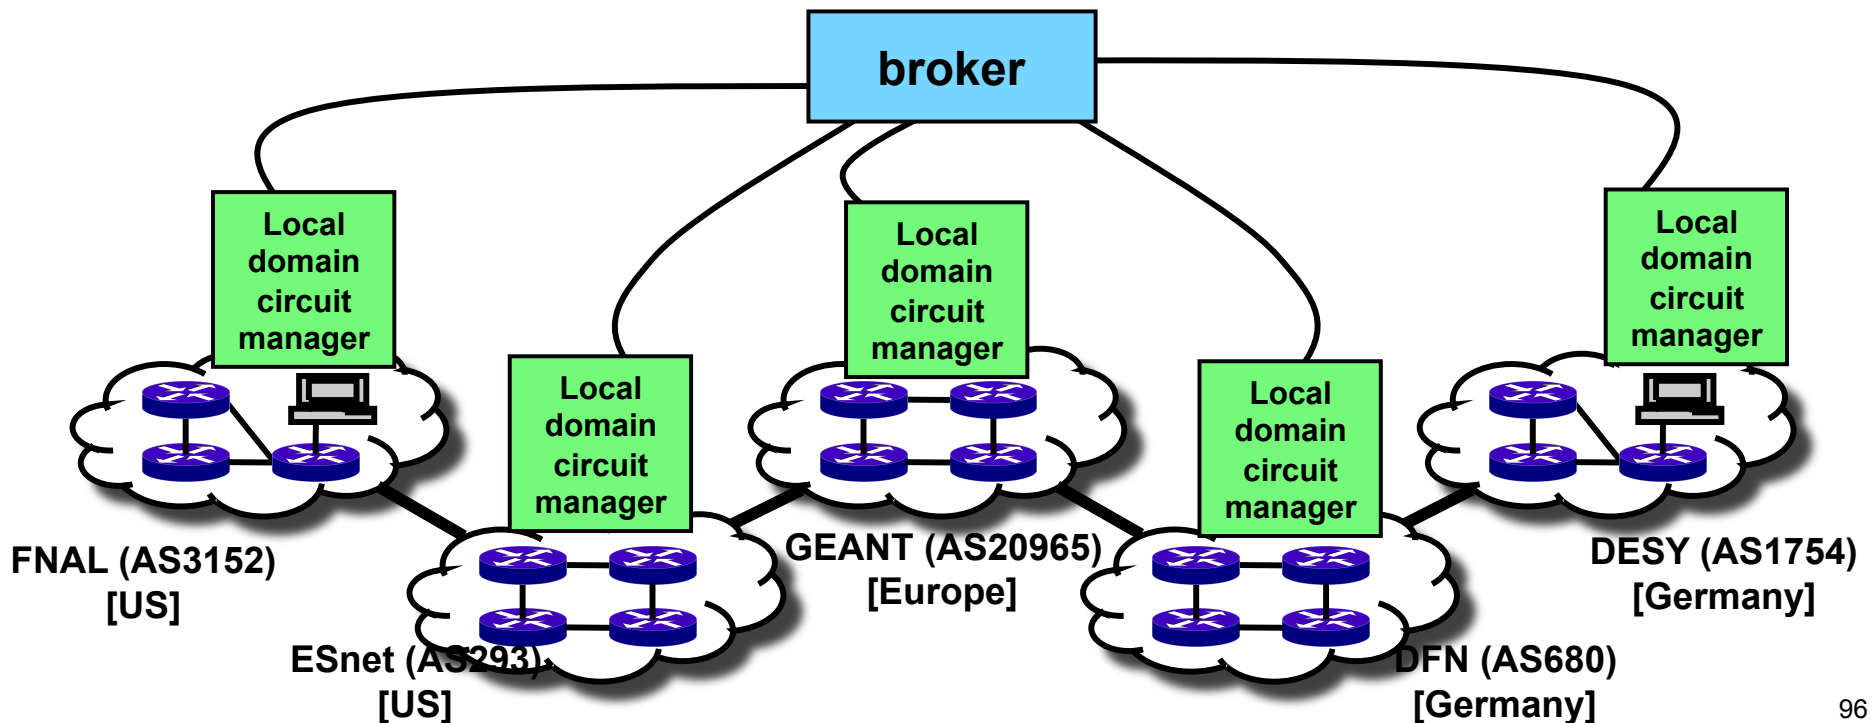 broker
Local
domain
circuit
manager
Local
domain
circuit
manager
Local
domain
circuit
manager
Local
domain
circuit
manager
Local
domain
circuit
manager
FNAL (AS3152)
[US]
ESnet (AS293)
[US]
GEANT (AS20965)
[Europe]
DFN (AS680)
[Germany]
DESY (AS1754)
[Germany]
96